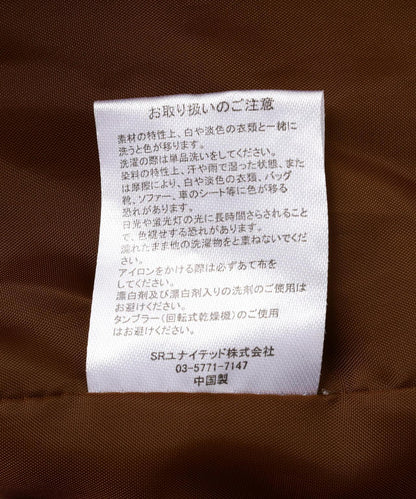 お取り扱いのご注意
素材の特性上、白や淡色の衣類と一緒に
洗うと色が移ります。
洗濯の際は単品洗いをしてください。
染料の特性上、汗や雨で湿った状態、また
は摩擦により、白や淡色の衣類、バッグ
靴、ソファー、車のシート等に色が移る
恐れがあります。
日光や蛍光灯の光に長時間さらされること
で、色褪せする恐れがあります。
濡れたまま他の洗濯物をと重ねないでくだ
さい。
アイロンをかける際は必ずあて布を
してください。
漂白剤及び漂白剤入りの洗剤のご使用は
お避けください。
タンブラー(回転式乾燥機)のご使用
はお避けください。
SRユナイテッド株式会社
03-5771-7147
中国製